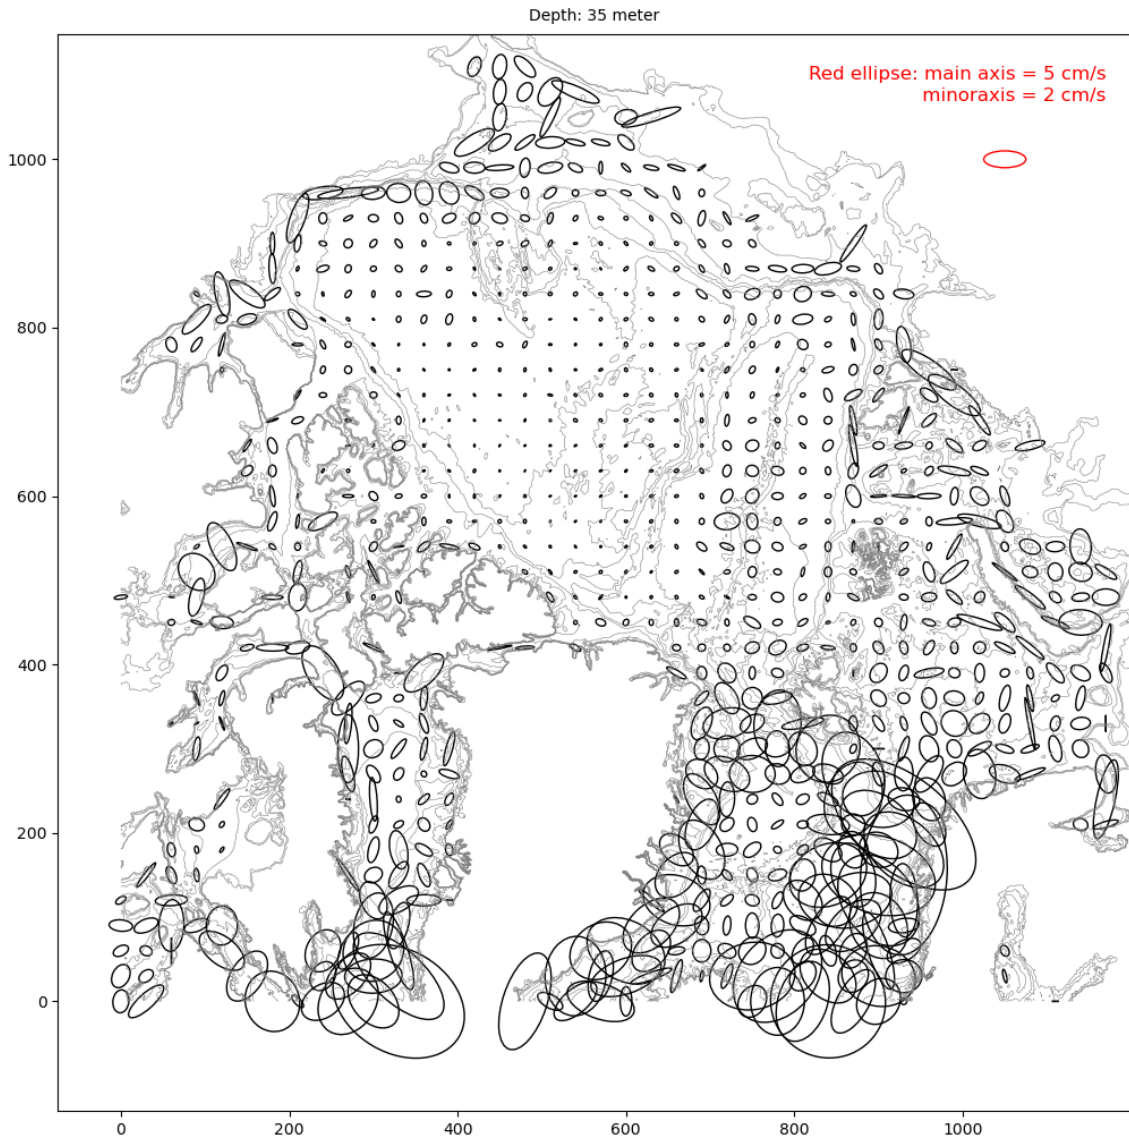 Depth: 35 meter
Red ellipse: main axis = 5 cm/s
minoraxis = 2 cm/s
1000
800
600
400
200
0
0 200 400 600 800 1000